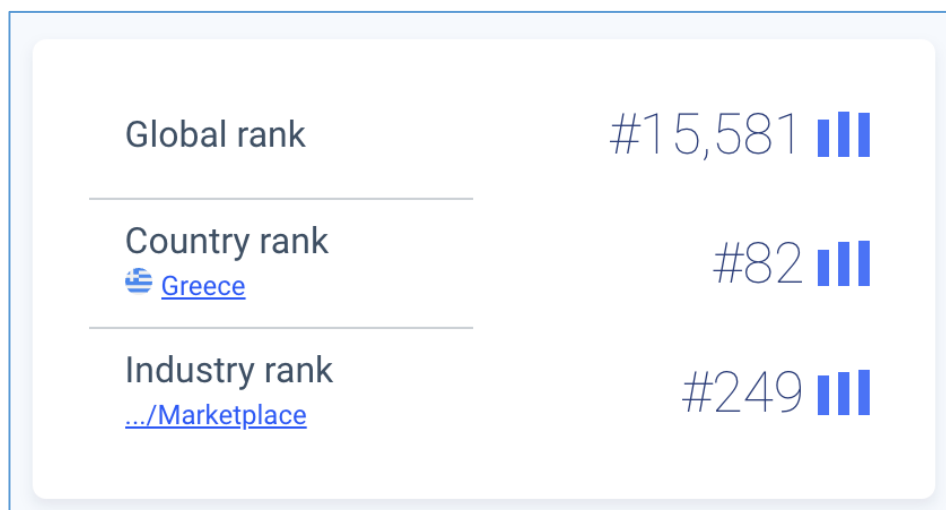 Global rank
#15,581
Country rank
Greece
#82
Industry rank
.../Marketplace
#249